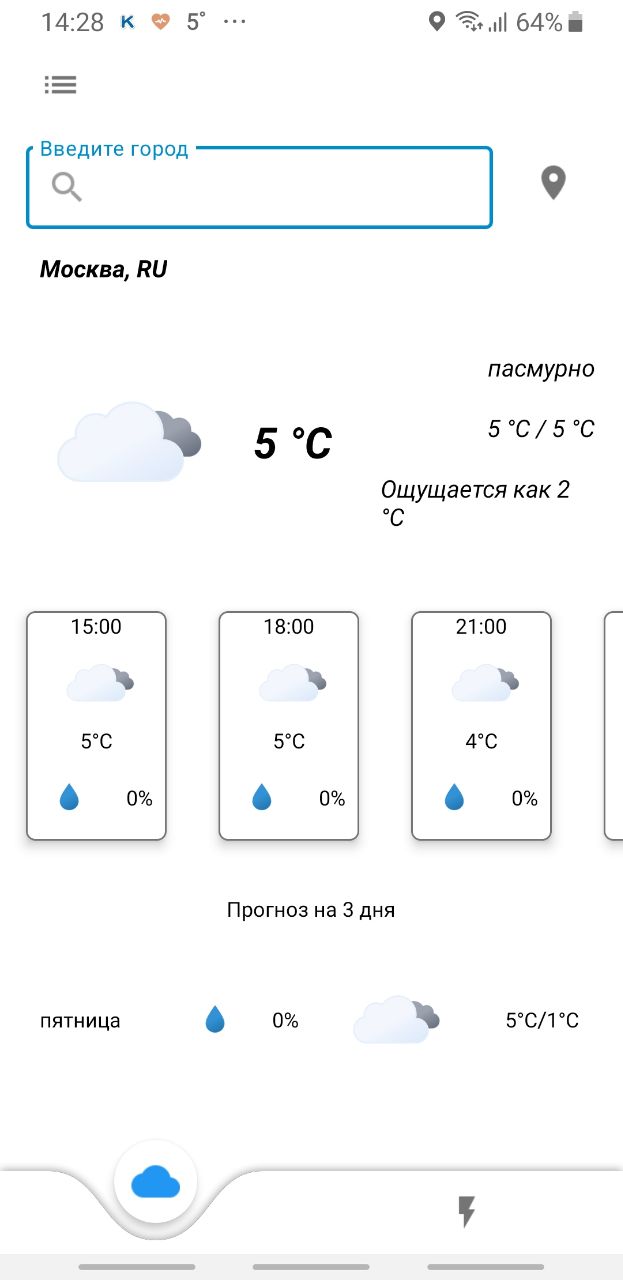 14:28 K 5° ... 64%
Введите город
Москва, RU
пасмурно
5 °C
5 °C / 5 °C
Ощущается как 2
°C
15:00 18:00 21:00
5°C 5°C 4°C
0% 0% 0%
Прогноз на 3 дня
пятница 0% 5°C/1°C